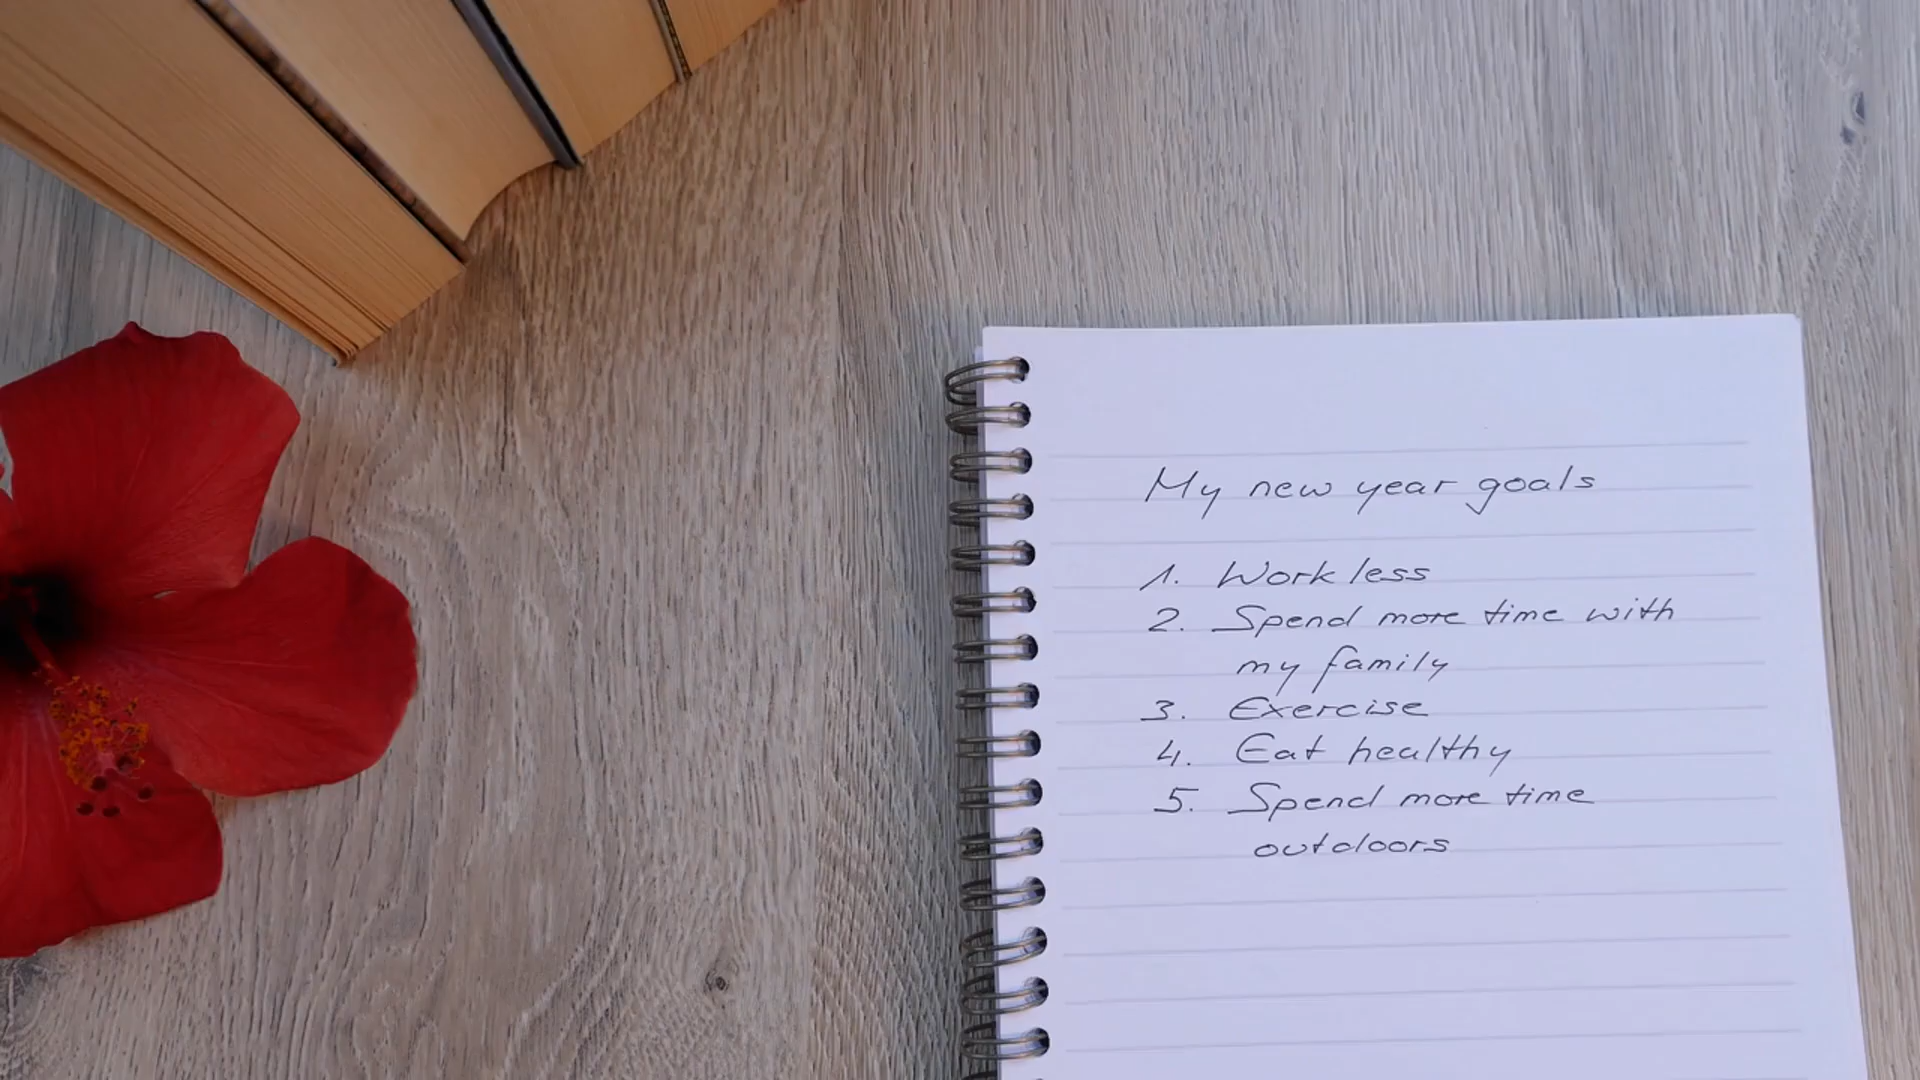 My new year goals
1. Work less
2. Spend more time with
my family
3. Exercise
4. Eat healthy
5. Spend more time
outdoors